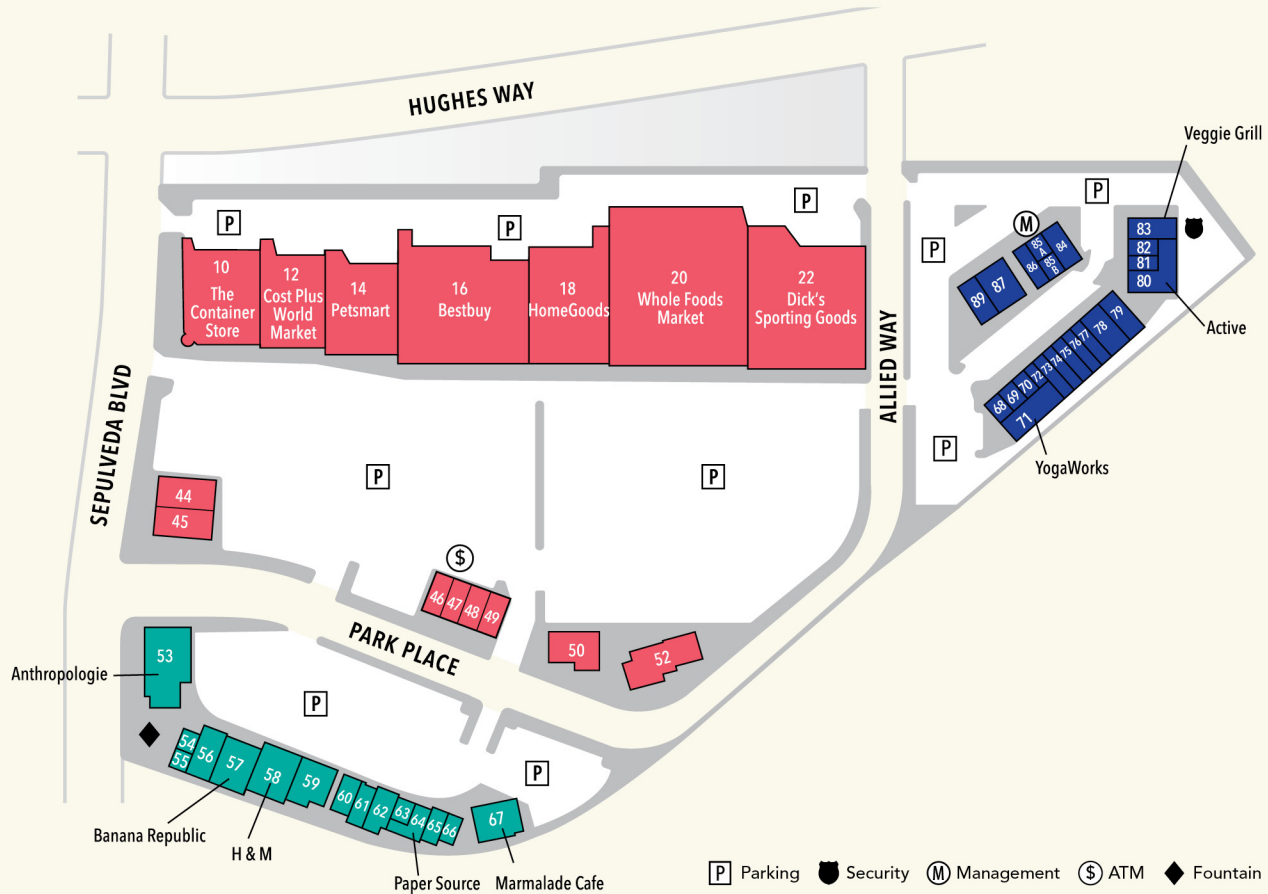 HUGHES WAY
Veggie Grill
P
P
P
P
P
M
83
82
81
80
85
A
84
86
85
B
89
87
Active
10
The
Container
Store
12
Cost Plus
World
Market
14
Petsmart
16
Bestbuy
18
HomeGoods
20
Whole Foods
Market
22
Dick's
Sporting Goods
ALLIED WAY
79
78
77
76
75
74
73
72
70
69
68
71
YogaWorks
P
SEPULVEDA BLVD
P
P
44
45
$
46
47
48
49
PARK PLACE
50
52
53
Anthropologie
P
54
55
56
57
58
59
60
61
62
63
64
65
66
67
P
Banana Republic
H & M
Paper Source
Marmalade Cafe
P Parking
Security
M Management
$ ATM
Fountain